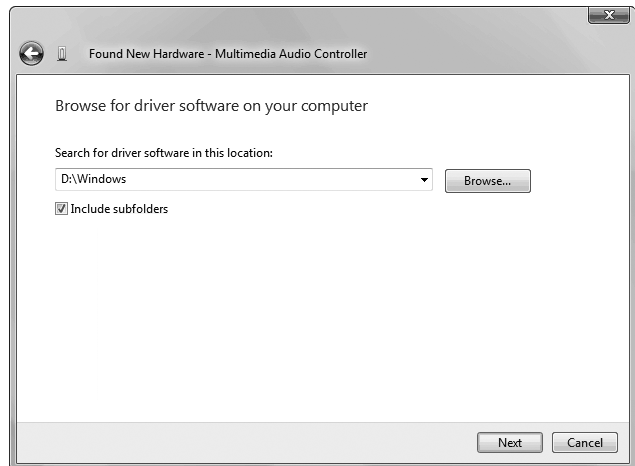 Found New Hardware - Multimedia Audio Controller
Browse for driver software on your computer
Search for driver software in this location:
D:\Windows
Browse...
Include subfolders
Next
Cancel